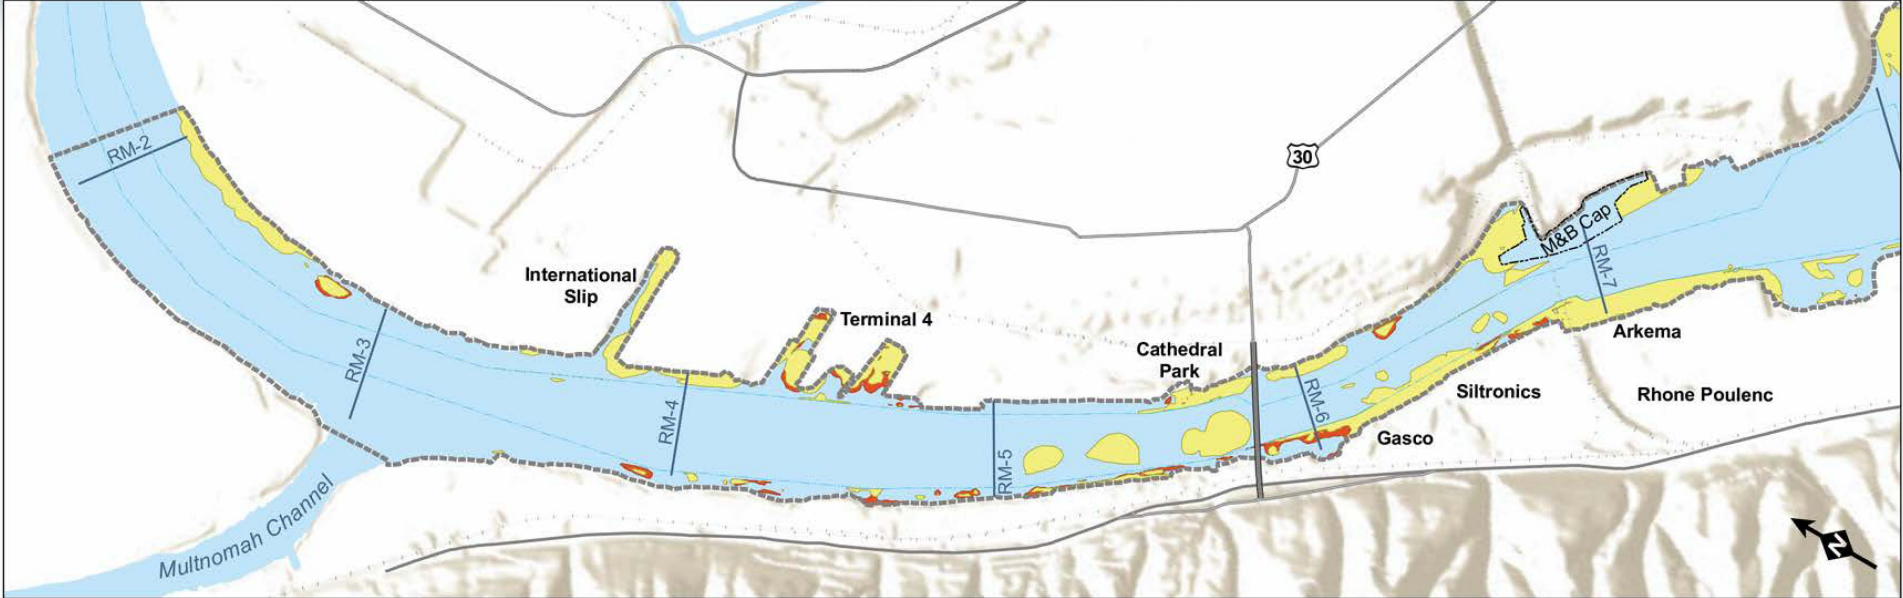 RM-2
30
M&B Cap
RM-7
International
Slip
Terminal 4
Arkema
RM-3
Cathedral
Park
RM-4
RM-6
Siltronics
Rhone Poulenc
Gasco
RM-5
Multnomah Channel
N